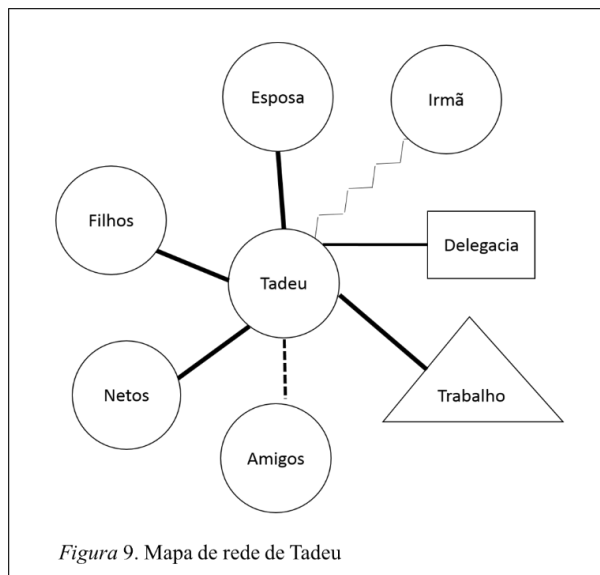 Esposa
Irmã
Filhos
Delegacia
Tadeu
Netos
Trabalho
Amigos
Figura 9. Mapa de rede de Tadeu